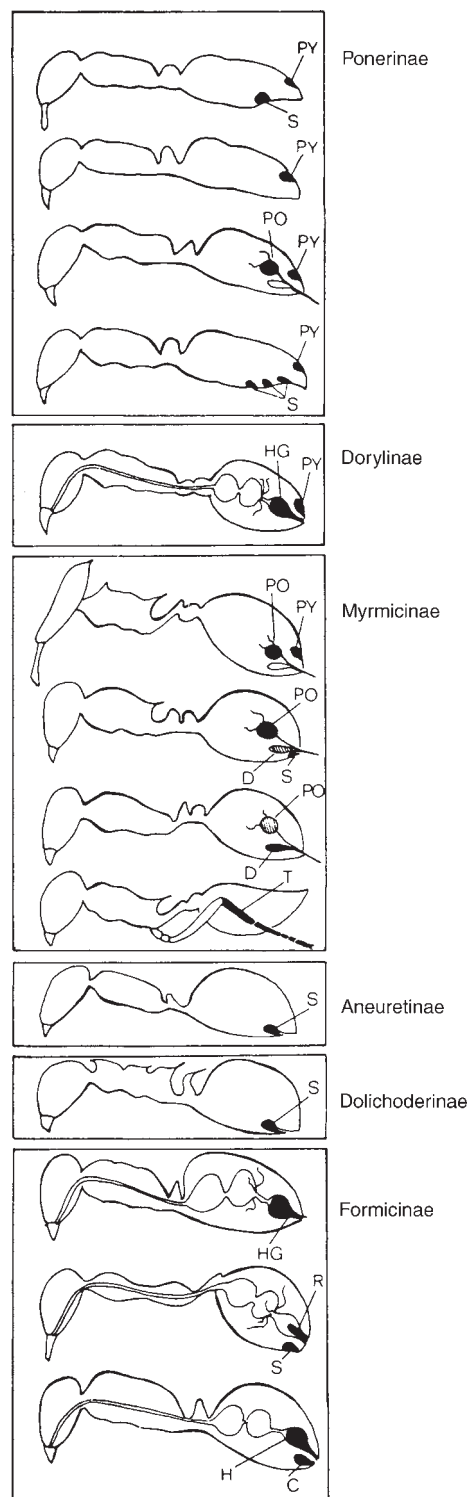 PY
Ponerinae
S
PY
PO
PY
PY
S
HG
PY
Dorylinae
PO
PY
Myrmicinae
PO
D
S
PO
D
T
S
Aneuretinae
S
Dolichoderinae
Formicinae
HG
R
S
H
C